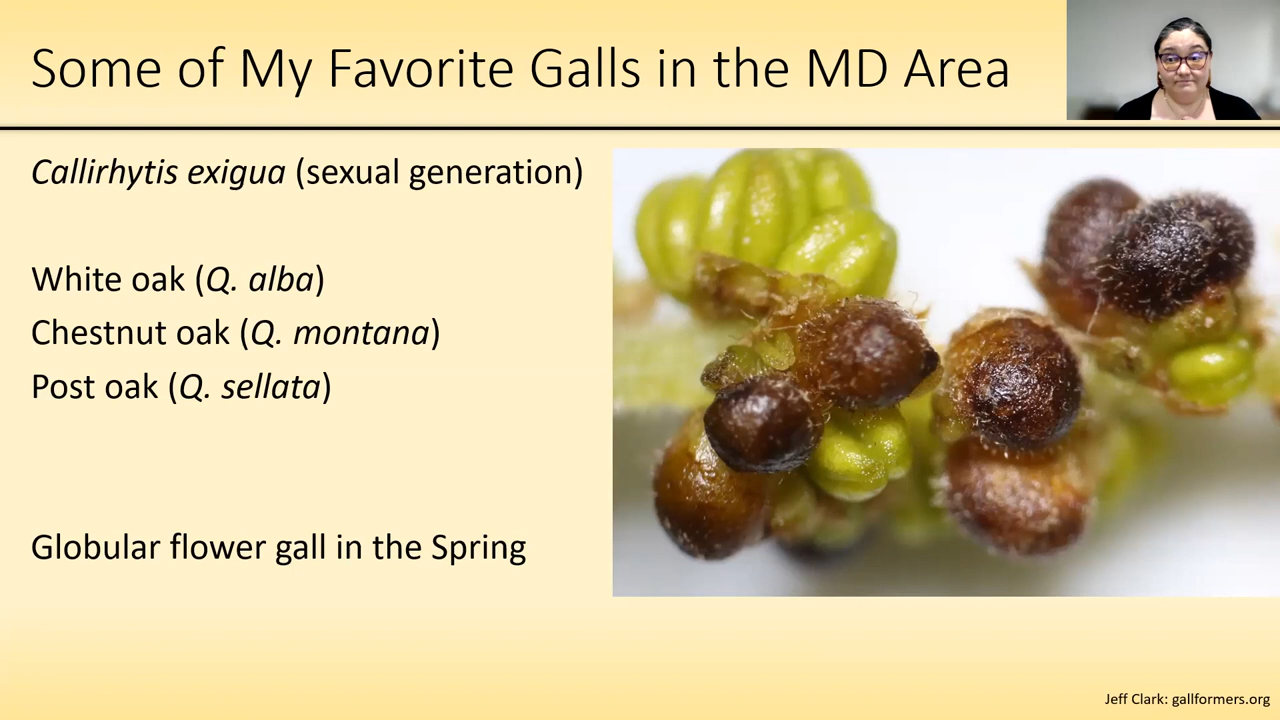 Some of My Favorite Galls in the MD Area
Callirhytis exigua (sexual generation)
White oak (Q. alba)
Chestnut oak (Q. montana)
Post oak (Q. sellata)
Globular flower gall in the Spring
Jeff Clark: gallformers.org